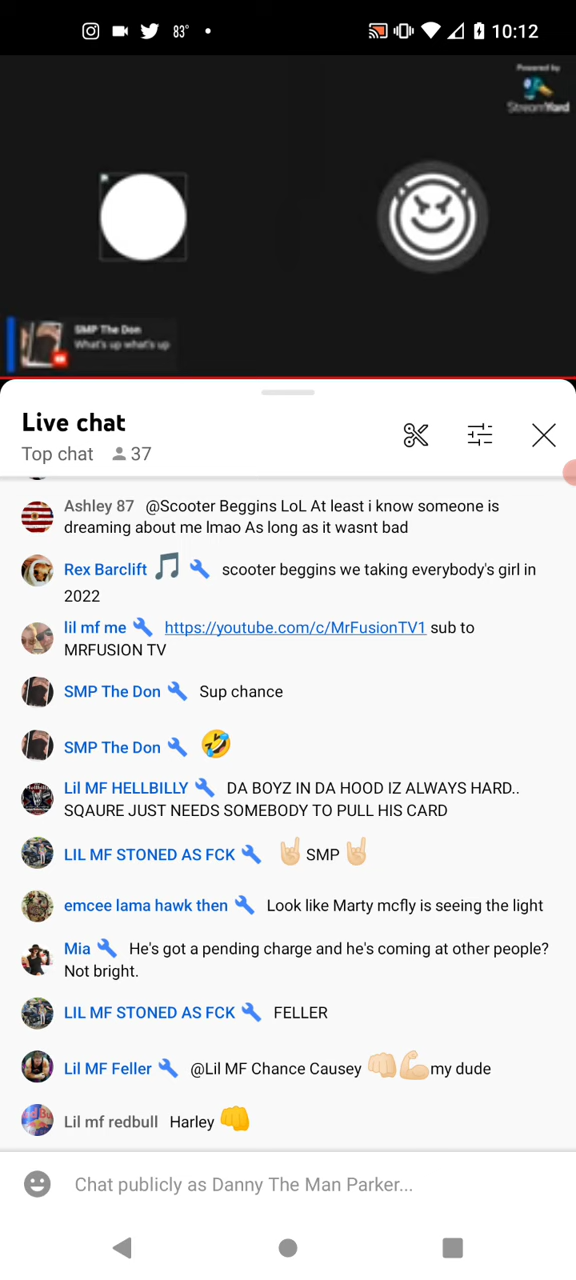 83°
10:12
Powered by
StreamYard
SMP The Don
What's up what's up
Live chat
Top chat 37
Ashley 87 @Scooter Beggins LoL At least i know someone is
dreaming about me lmao As long as it wasnt bad
Rex Barclift 🎵 scooter beggins we taking everybody's girl in
2022
lil mf me https://youtube.com/c/MrFusionTV1 sub to
MRFUSION TV
SMP The Don Sup chance
SMP The Don 🤣
Lil MF HELLBILLY DA BOYZ IN DA HOOD IZ ALWAYS HARD..
SQAURE JUST NEEDS SOMEBODY TO PULL HIS CARD
LIL MF STONED AS FCK 🤘🏻 SMP 🤘🏻
emcee lama hawk then Look like Marty mcfly is seeing the light
Mia He's got a pending charge and he's coming at other people?
Not bright.
LIL MF STONED AS FCK FELLER
Lil MF Feller @Lil MF Chance Causey 👊🏻💪🏻my dude
Lil mf redbull Harley 👊
Chat publicly as Danny The Man Parker...